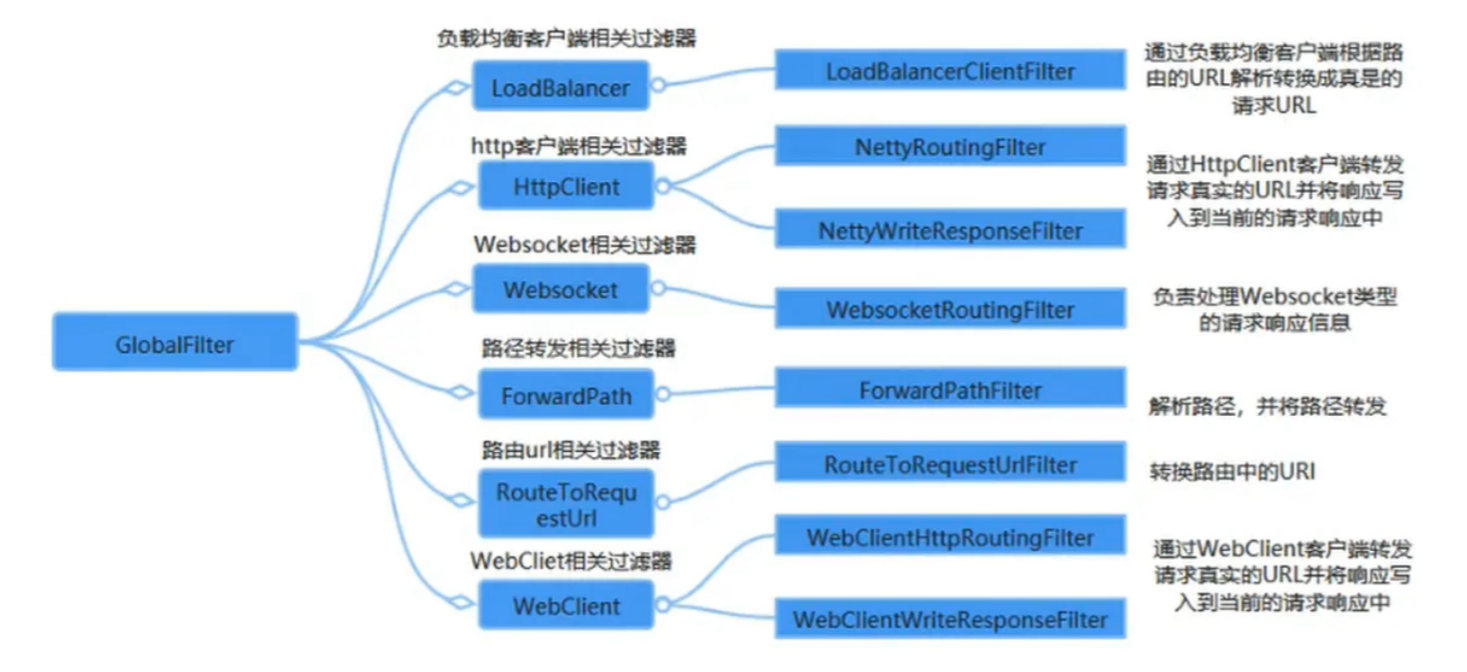 GlobalFilter
负载均衡客户端相关过滤器
LoadBalancer
LoadBalancerClientFilter
通过负载均衡客户端根据路
由的URL解析转换成真是的
请求URL
http客户端相关过滤器
HttpClient
NettyRoutingFilter
NettyWriteResponseFilter
通过HttpClient客户端转发
请求真实的URL并将响应写
入到当前的请求响应中
Websocket相关过滤器
Websocket
WebsocketRoutingFilter
负责处理Websocket类型
的请求响应信息
路径转发相关过滤器
ForwardPath
ForwardPathFilter
解析路径，并将路径转发
路由url相关过滤器
RouteToRequ
estUrl
RouteToRequestUrlFilter
转换路由中的URI
WebCliet相关过滤器
WebClient
WebClientHttpRoutingFilter
WebClientWriteResponseFilter
通过WebClient客户端转发
请求真实的URL并将响应写
入到当前的请求响应中